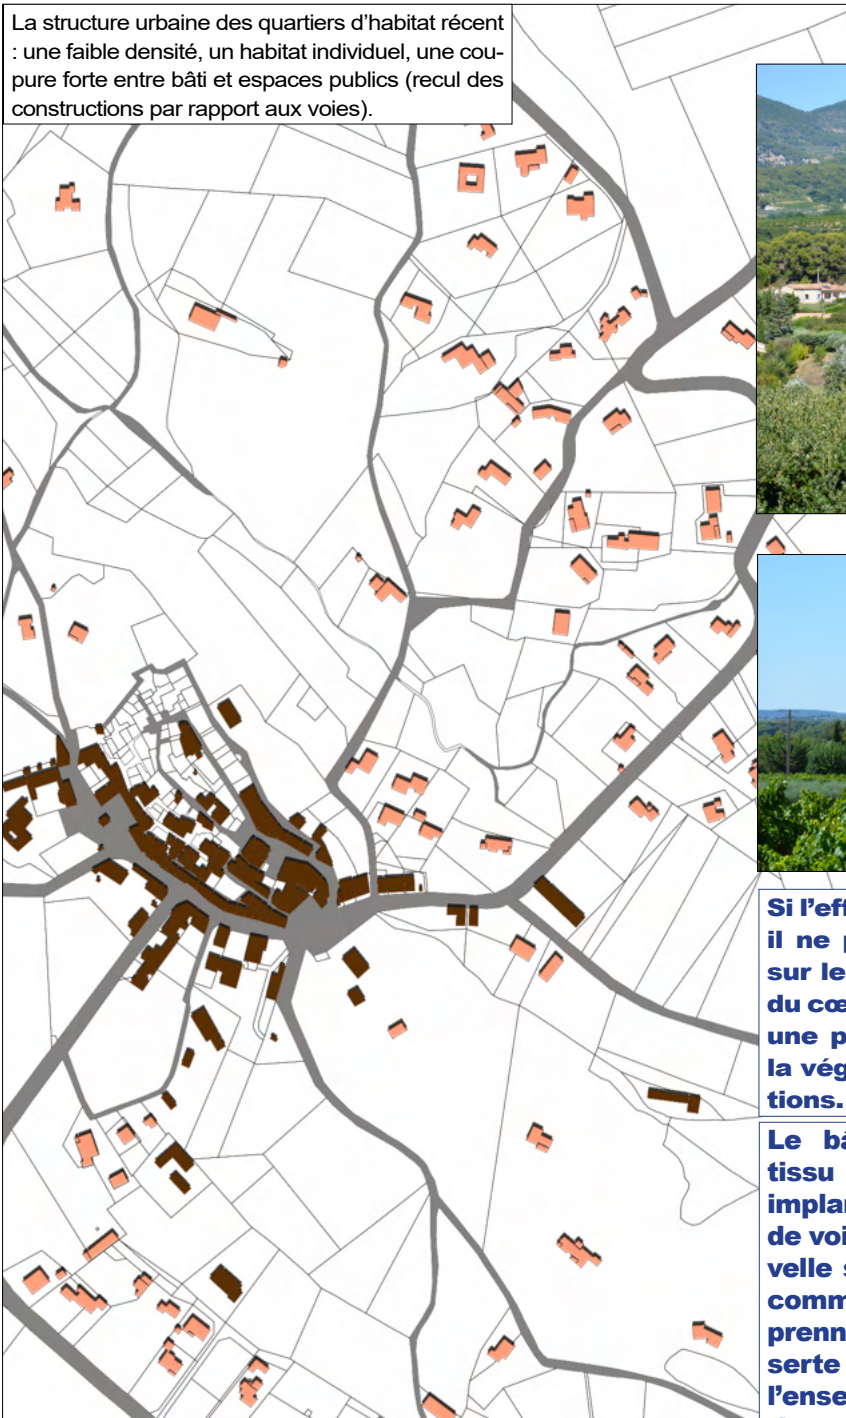 La structure urbaine des quartiers d’habitat récent
: une faible densité, un habitat individuel, une cou-
pure forte entre bâti et espaces publics (recul des
constructions par rapport aux voies).
Si l’eff
il ne p
sur le
du cœ
une p
la vég
tions.
Le bâ
tissu
implan
de voi
velle s
comm
prenn
serte
l’ense